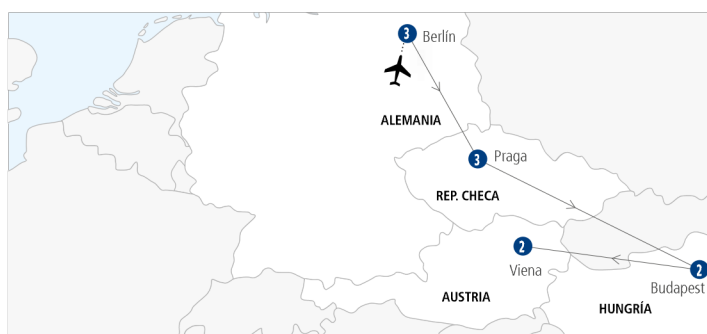 3 Berlín
ALEMANIA
3 Praga
REP. CHECA
2
Viena
2
Budapest
AUSTRIA
HUNGRÍA